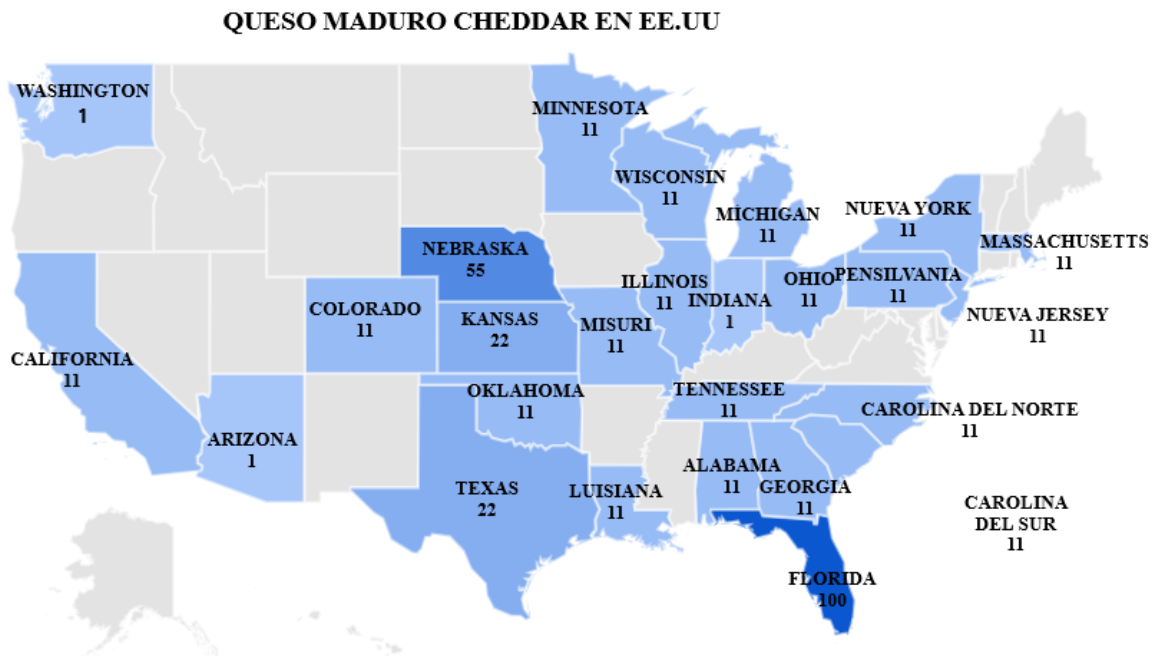 QUESO MADURO CHEDDAR EN EE.UU
WASHINGTON
1
MINNESOTA
11
WISCONSIN
11
MICHIGAN
11
NUEVA YORK
11
MASSACHUSETTS
11
NEBRASKA
55
ILLINOIS
11
INDIANA
1
OHIO
11
PENSILVANIA
11
COLORADO
11
KANSAS
22
MISURI
11
NUEVA JERSEY
11
CALIFORNIA
11
OKLAHOMA
11
TENNESSEE
11
CAROLINA DEL NORTE
11
ARIZONA
1
TEXAS
22
LUISIANA
11
ALABAMA
11
GEORGIA
11
CAROLINA
DEL SUR
11
FLORIDA
100